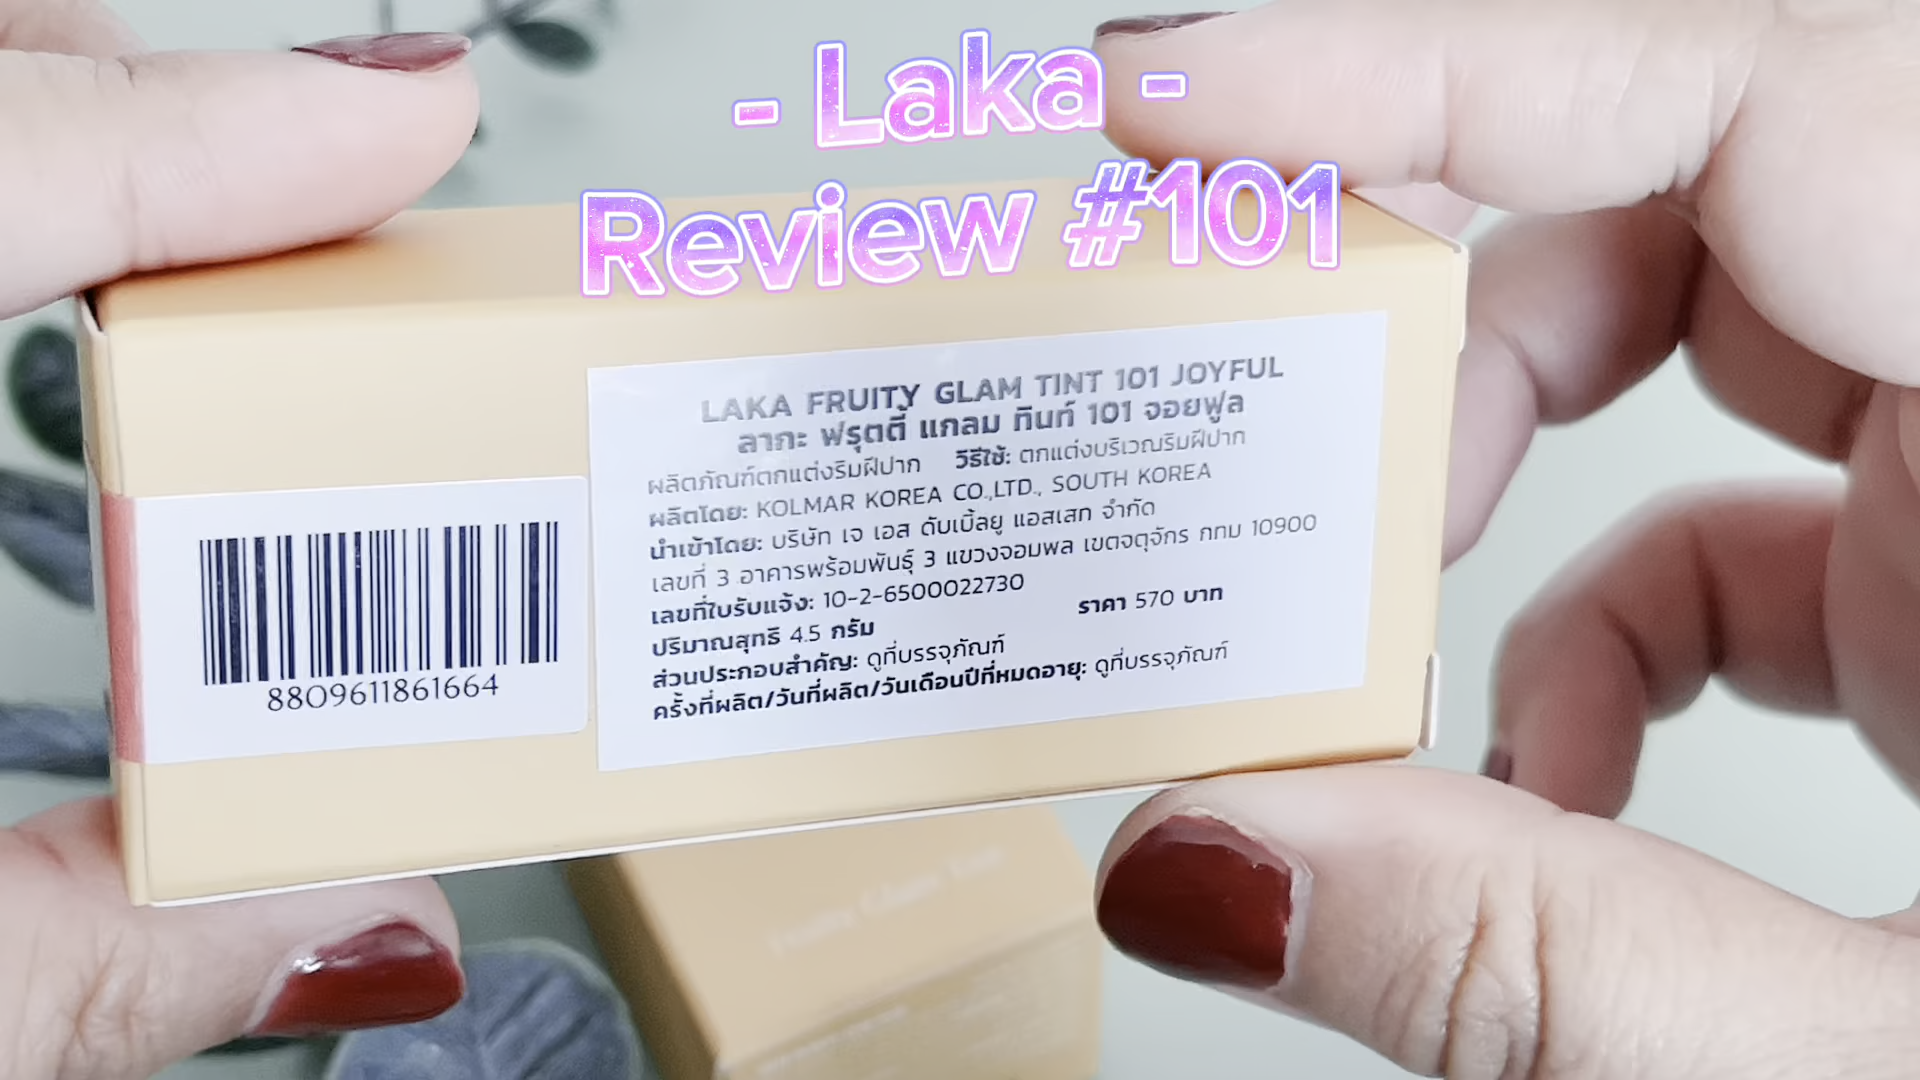 - Laka -
Review #101
LAKA FRUITY GLAM TINT 101 JOYFUL
ลากะ ฟรุตตี้ แกลม ทินท์ 101 จอยฟูล
ผลิตภัณฑ์ตกแต่งริมฝีปาก วิธีใช้: ตกแต่งบริเวณริมฝีปาก
ผลิตโดย: KOLMAR KOREA CO.,LTD., SOUTH KOREA
นำเข้าโดย: บริษัท เจ เอส ดับเบิ้ลยู แอสเสท จำกัด
เลขที่ 3 อาคารพร้อมพันธุ์ 3 แขวงจอมพล เขตจตุจักร กทม 10900
เลขที่ใบรับแจ้ง: 10-2-6500022730
ปริมาณสุทธิ 4.5 กรัม ราคา 570 บาท
ส่วนประกอบสำคัญ: ดูที่บรรจุภัณฑ์
ครั้งที่ผลิต/วันที่ผลิต/วันเดือนปีที่หมดอายุ: ดูที่บรรจุภัณฑ์
8809611861664